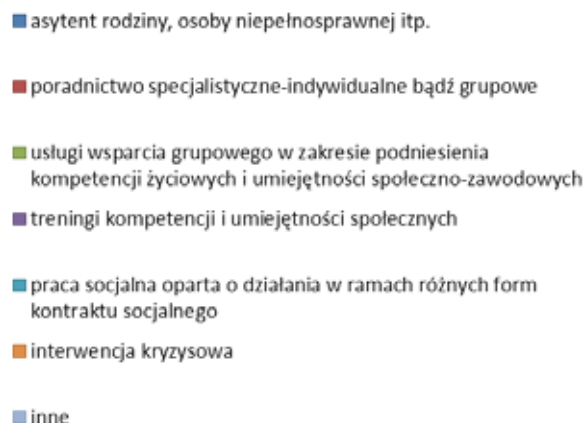 asytent rodziny, osoby niepełnosprawnej itp.
poradnictwo specjalistyczne-indywidualne bądź grupowe
usługi wsparcia grupowego w zakresie podniesienia
kompetencji życiowych i umiejętności społeczno-zawodowych
treningi kompetencji i umiejętności społecznych
praca socjalna oparta o działania w ramach różnych form
kontraktu socjalnego
interwencja kryzysowa
inne